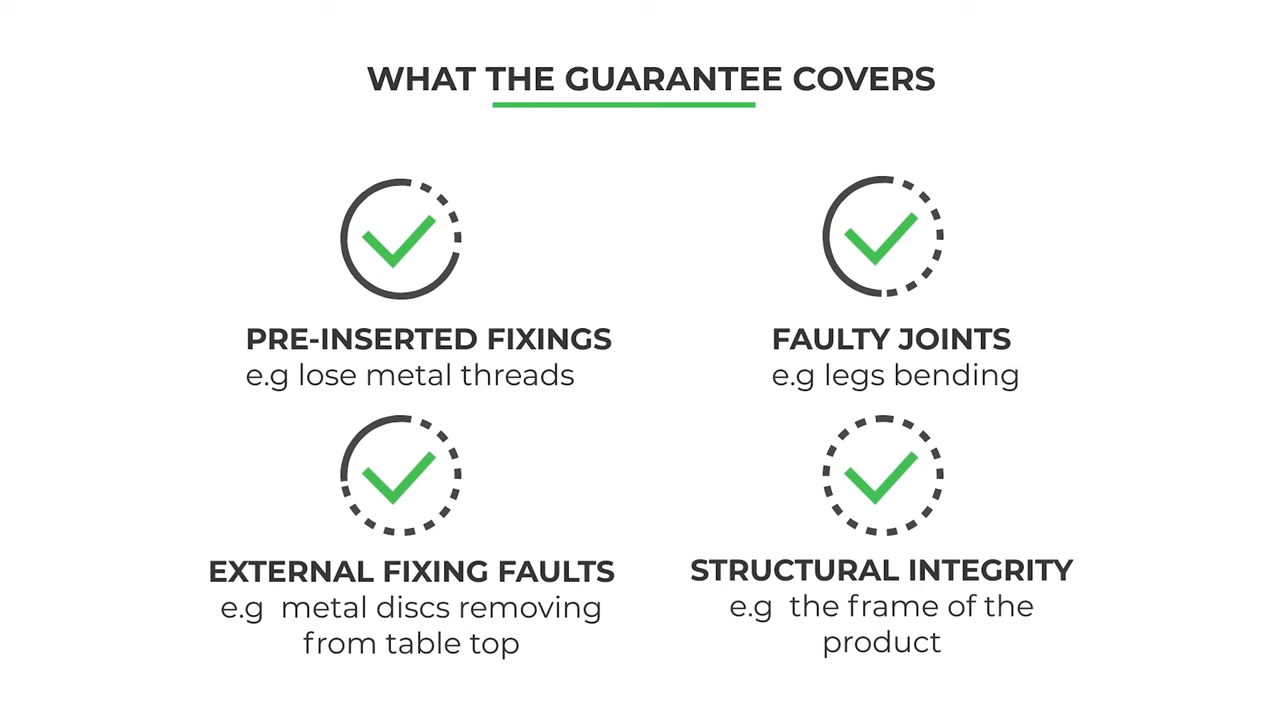 WHAT THE GUARANTEE COVERS
PRE-INSERTED FIXINGS
e.g lose metal threads
FAULTY JOINTS
e.g legs bending
EXTERNAL FIXING FAULTS
e.g metal discs removing
from table top
STRUCTURAL INTEGRITY
e.g the frame of the
product